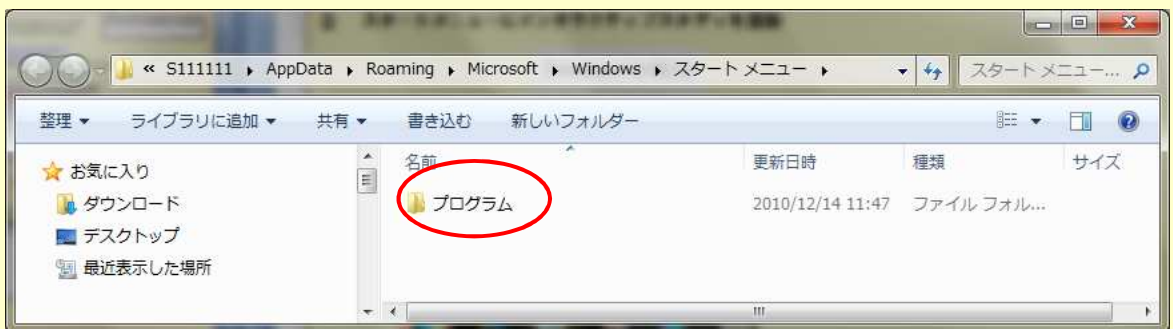 « S111111 ▸ AppData ▸ Roaming ▸ Microsoft ▸ Windows ▸ スタート メニュー ▸
スタート メニュー...
整理 ▼ ライブラリに追加 ▼ 共有 ▼ 書き込む 新しいフォルダー
お気に入り
ダウンロード
デスクトップ
最近表示した場所
名前 更新日時 種類 サイズ
プログラム 2010/12/14 11:47 ファイル フォル...